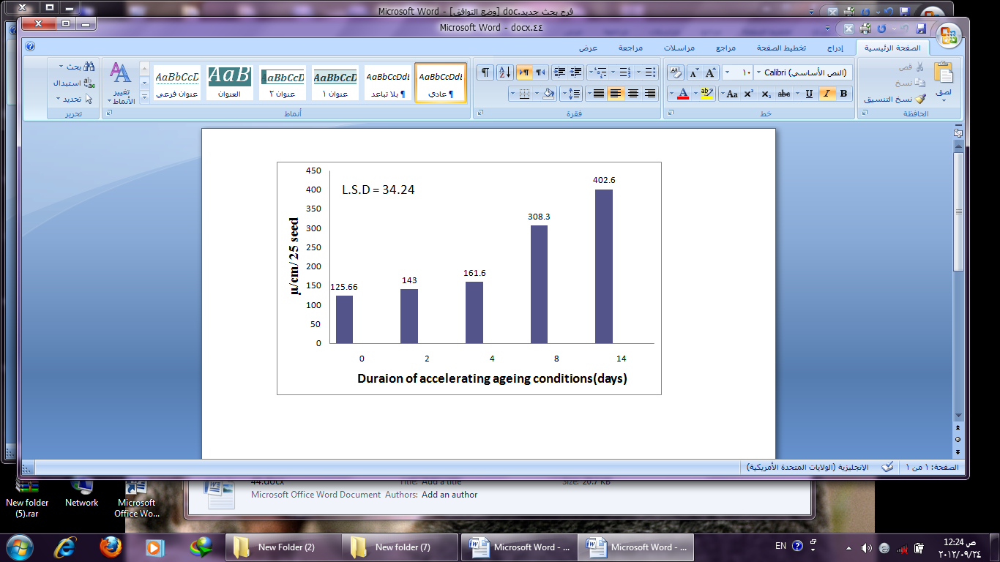 فرح بحث جديد.doc [وضع التوافق] - Microsoft Word
docx.٤٤ - Microsoft Word
الصفحة الرئيسية
إدراج
تخطيط الصفحة
مراجع
مراسلات
مراجعة
عرض
لصق
قص
نسخ
نسخ التنسيق
الحافظة
Calibri (النص الأساسي)
١٠
خط
فقرة
AaBbCcDdI
¶ عادي
AaBbCcDdI
¶ بلا تباعد
AaBbCcD
عنوان ١
AaBbCcD
عنوان ٢
AaB
العنوان
AaBbCcD
عنوان فرعي
تغيير
الأنماط
أنماط
بحث
استبدال
تحديد
تحرير
L.S.D = 34.24
µ/cm/ 25 seed
450
400
350
300
250
200
150
100
50
0
125.66
143
161.6
308.3
402.6
0 2 4 8 14
Duraion of accelerating ageing conditions(days)
الصفحة: ١ من ١
الإنجليزية (الولايات المتحدة الأمريكية)
44.docx Title: Add a title Size: 20.7 KB
Microsoft Office Word Document Authors: Add an author
New folder
(5).rar
Network
Microsoft
Office Wo...
New Folder (2)
New folder (7)
Microsoft Word - ...
Microsoft Word - ...
EN
12:24 ص
٢٠١٢/٠٩/٢٤